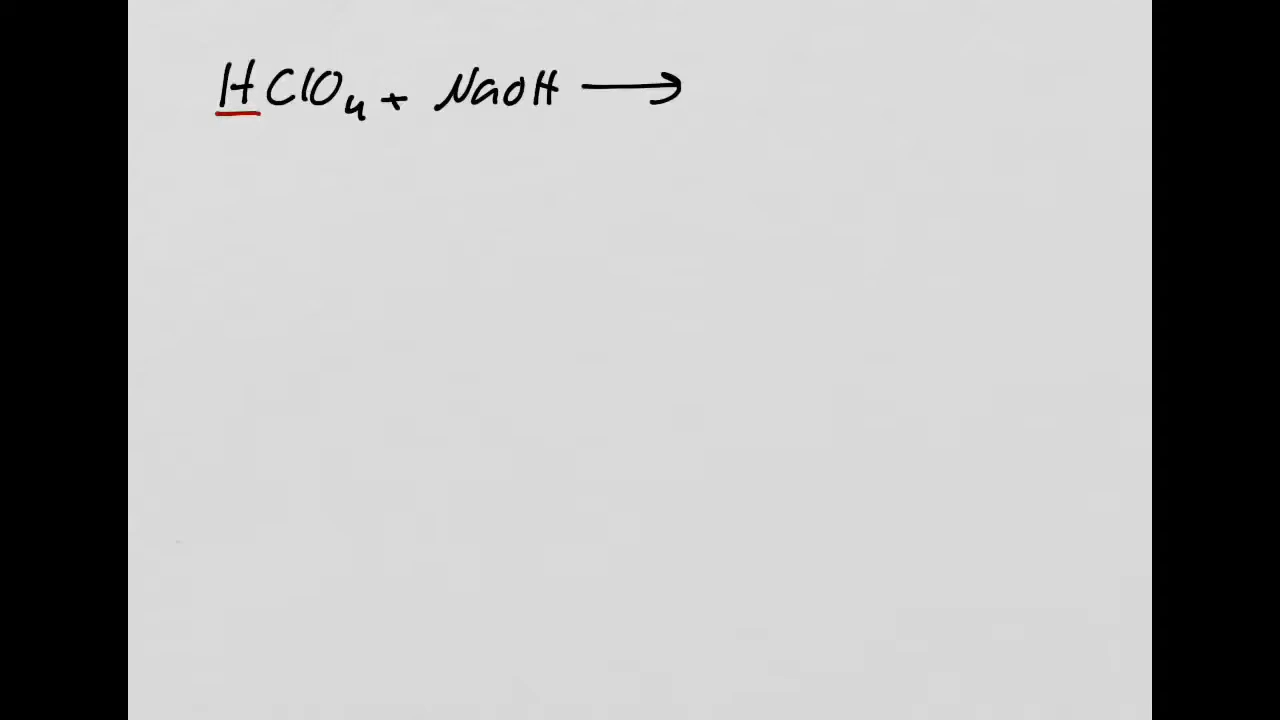 HClO₄ + NaOH ⟶